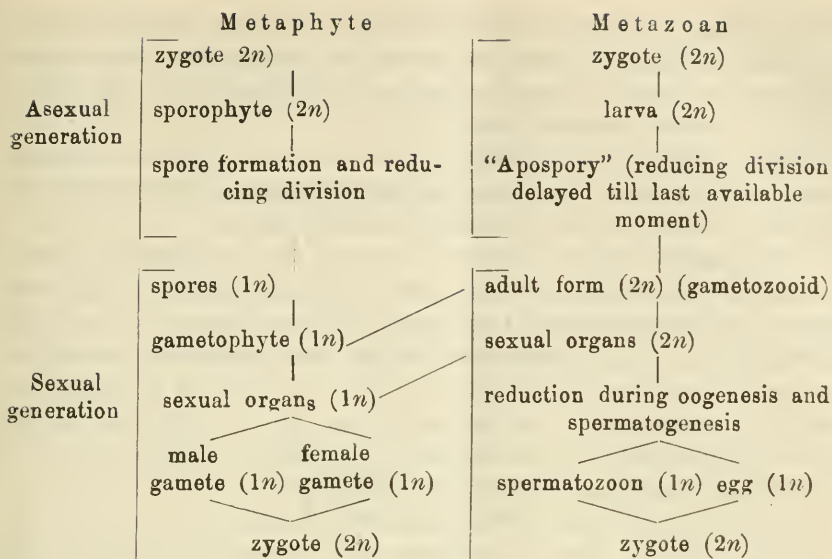 Metaphyte
Metazoan
Asexual
generation
zygote 2n)
sporophyte (2n)
spore formation and redu-
cing division
zygote (2n)
larva (2n)
“Apospory” (reducing division
delayed till last available
moment)
Sexual
generation
spores (1n)
gametophyte (1n)
sexual organs (1n)
male
gamete (1n)
female
gamete (1n)
zygote (2n)
adult form (2n) (gametozooid)
sexual organs (2n)
reduction during oogenesis and
spermatogenesis
spermatozoon (1n) egg (1n)
zygote (2n)